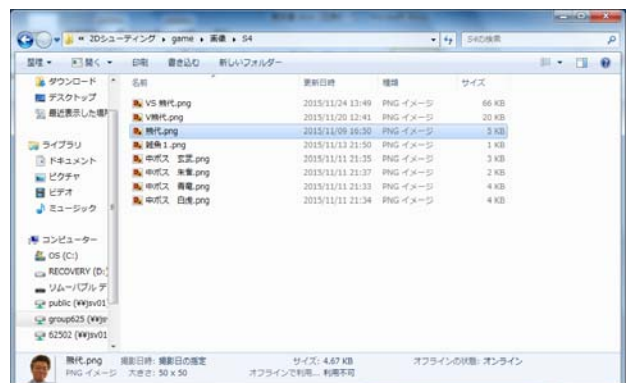 2Dシューティング ▸ game ▸ 画像 ▸ S4
S4の検索
整理 開く 印刷 書き込む 新しいフォルダー
ダウンロード
デスクトップ
最近表示した場所
ライブラリ
ドキュメント
ピクチャ
ビデオ
ミュージック
コンピューター
OS (C:)
RECOVERY (D:)
リムーバブル デ
public (¥¥jsv01
group625 (¥¥jsv
62502 (¥¥jsv01
名前 更新日時 種類 サイズ
VS 熊代.png 2015/11/24 13:49 PNG イメージ 66 KB
V熊代.png 2015/11/20 12:41 PNG イメージ 20 KB
熊代.png 2015/11/09 16:50 PNG イメージ 5 KB
雑魚1.png 2015/11/13 21:50 PNG イメージ 1 KB
中ボス 玄武.png 2015/11/11 21:35 PNG イメージ 3 KB
中ボス 朱雀.png 2015/11/11 21:37 PNG イメージ 2 KB
中ボス 青竜.png 2015/11/11 21:33 PNG イメージ 4 KB
中ボス 白虎.png 2015/11/11 21:34 PNG イメージ 4 KB
熊代.png 撮影日時: 撮影日の指定 サイズ: 4.67 KB オフラインの状態: オンライン
PNG イメージ 大きさ: 50 x 50 オフラインで利用... 利用不可